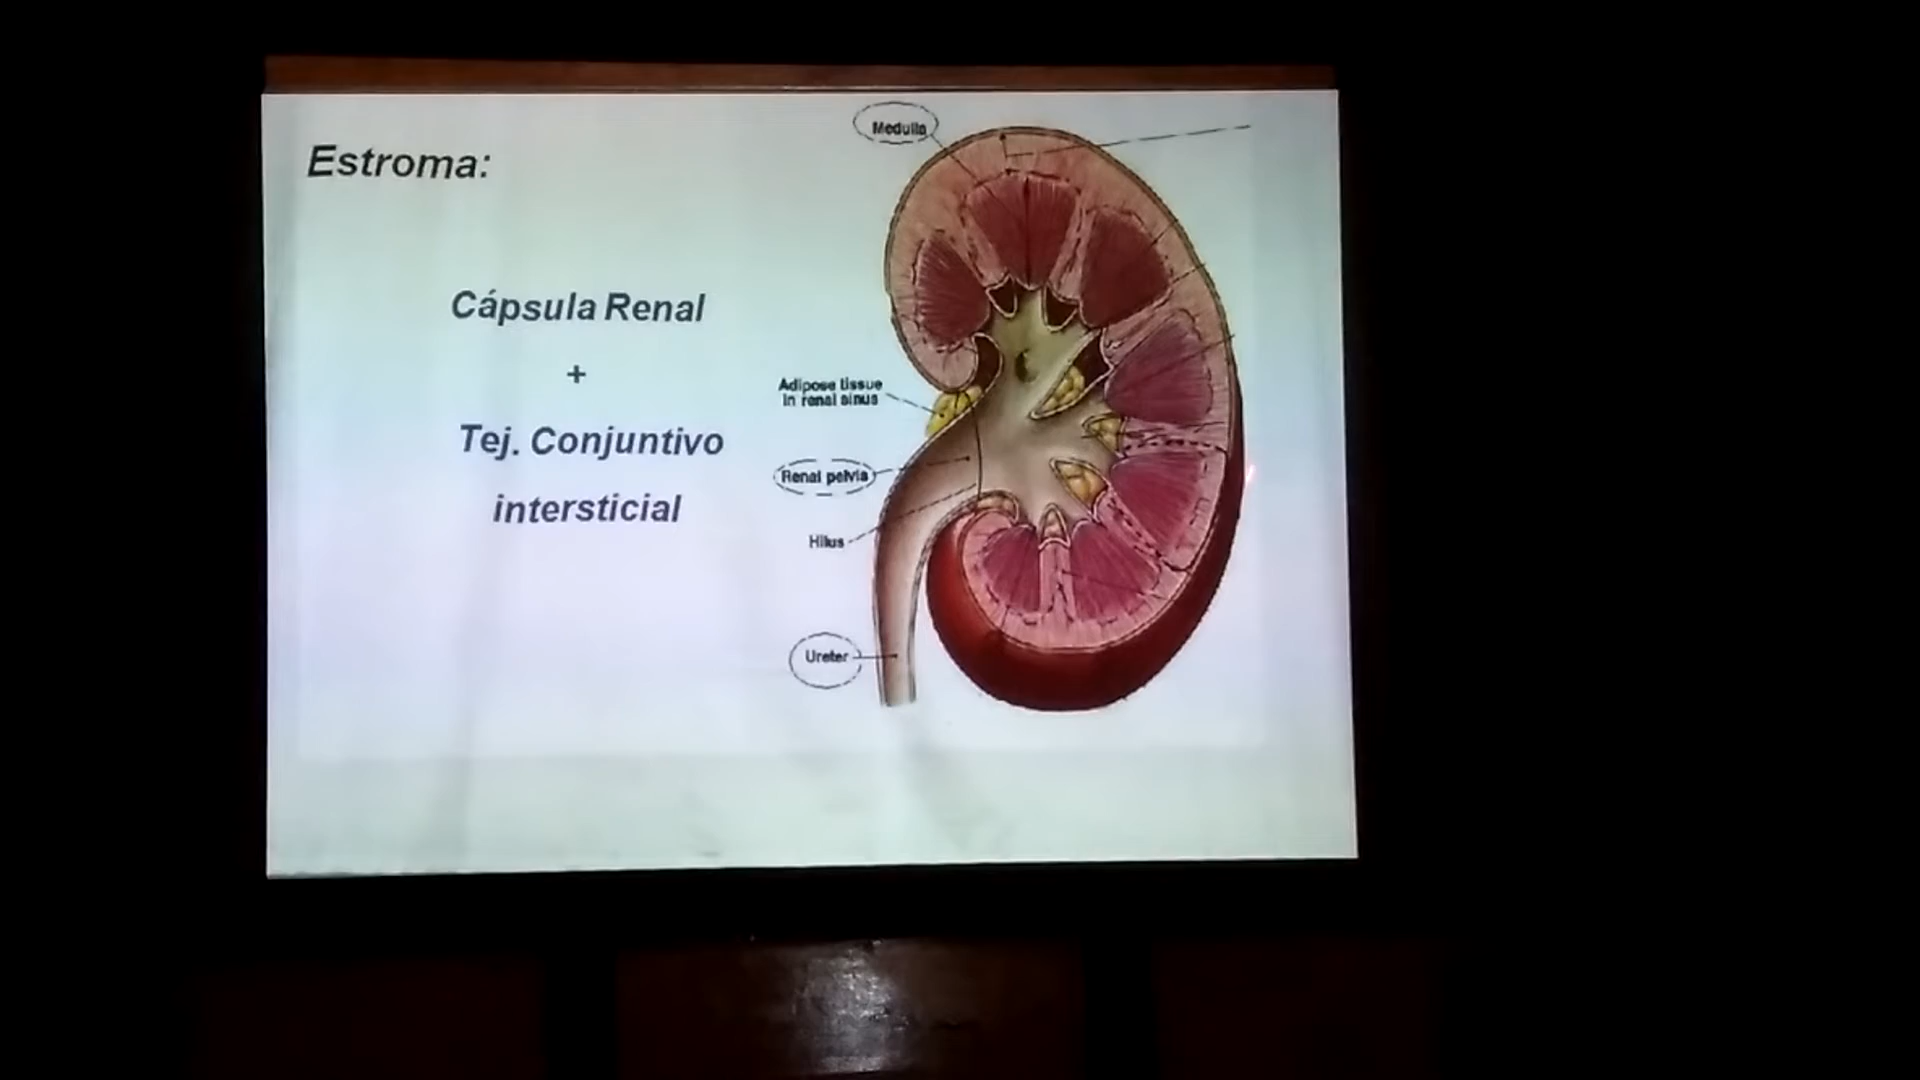 Estroma:
Cápsula Renal
+
Tej. Conjuntivo
intersticial
Medulla
Adipose tissue
in renal sinus
Renal pelvis
Hilus
Ureter